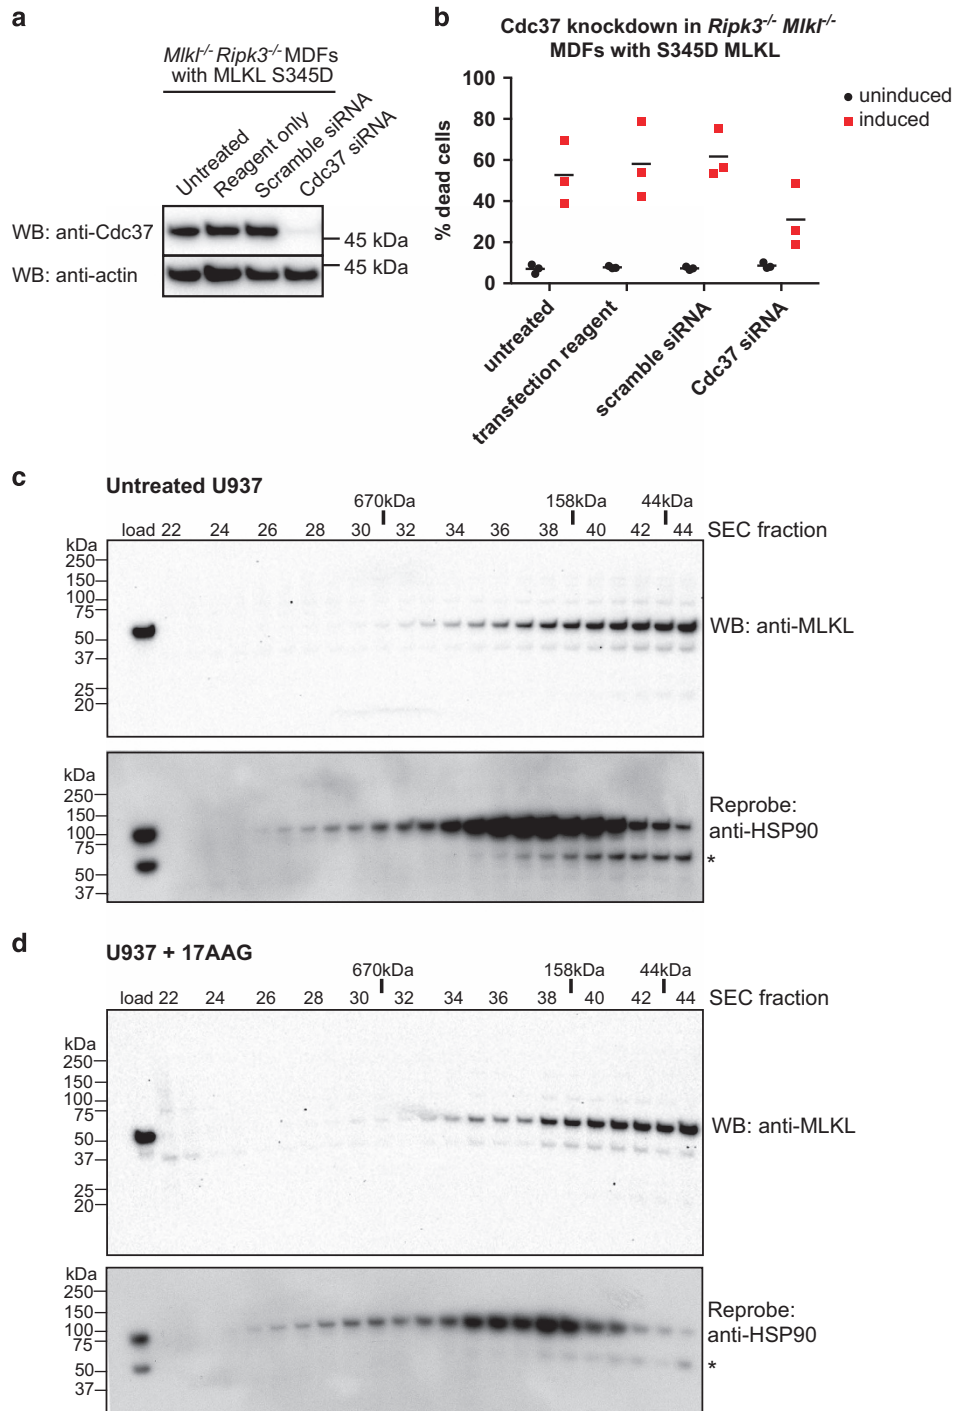 a
Mlkl-/- Ripk3-/- MDFs
with MLKL S345D
Untreated
Reagent only
Scramble siRNA
Cdc37 siRNA
WB: anti-Cdc37
45 kDa
WB: anti-actin
45 kDa
b
Cdc37 knockdown in Ripk3-/- Mlkl-/-
MDFs with S345D MLKL
% dead cells
100
80
60
40
20
0
uninduced
induced
untreated
transfection reagent
scramble siRNA
Cdc37 siRNA
c
Untreated U937
670kDa 158kDa 44kDa
load 22 24 26 28 30 32 34 36 38 40 42 44 SEC fraction
kDa
250
150
100
75
50
37
25
20
WB: anti-MLKL
kDa
250
150
100
75
50
37
Reprobe:
anti-HSP90
*
d
U937 + 17AAG
670kDa 158kDa 44kDa
load 22 24 26 28 30 32 34 36 38 40 42 44 SEC fraction
kDa
250
150
100
75
50
37
25
20
WB: anti-MLKL
kDa
250
150
100
75
50
37
Reprobe:
anti-HSP90
*